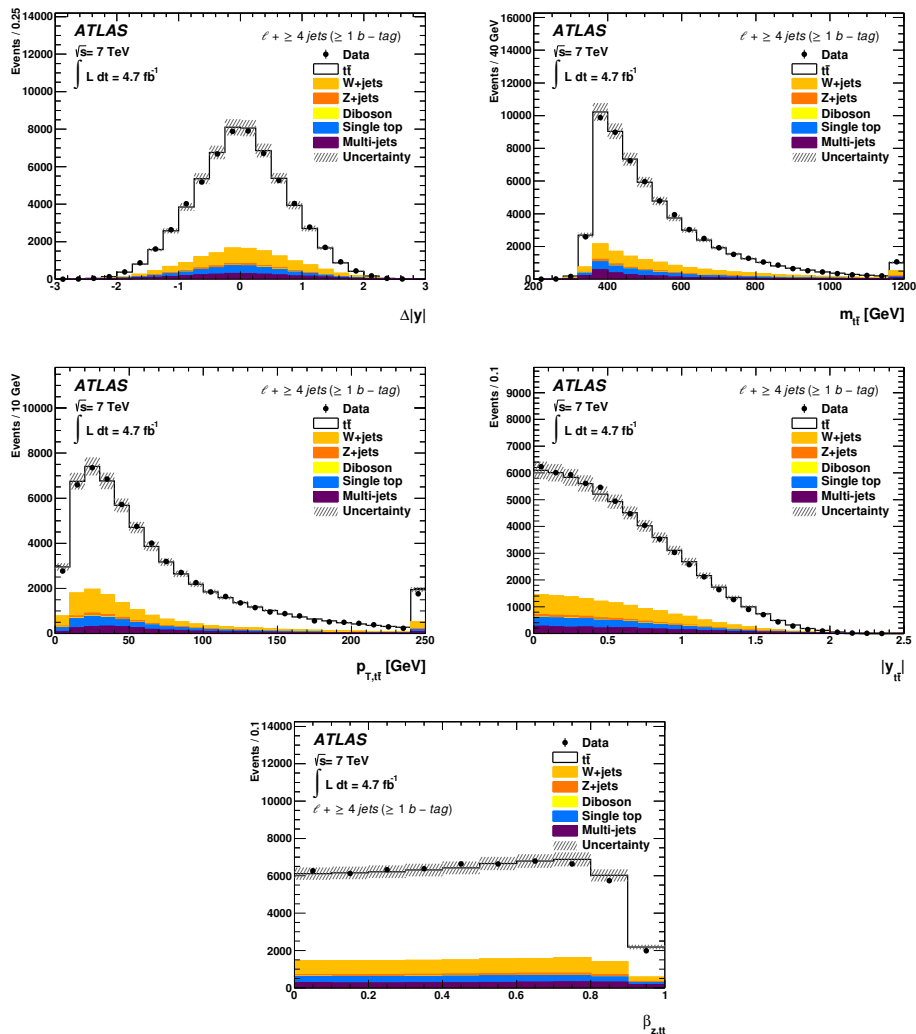 Events / 0.25
14000
12000
10000
8000
6000
4000
2000
0
ATLAS
√s= 7 TeV
∫ L dt = 4.7 fb⁻¹
ℓ + ≥ 4 jets (≥ 1 b − tag)
Data
tt̄
W+jets
Z+jets
Diboson
Single top
Multi-jets
Uncertainty
-3 -2 -1 0 1 2 3
Δ|y|
Events / 40 GeV
16000
14000
12000
10000
8000
6000
4000
2000
0
ATLAS
√s= 7 TeV
∫ L dt = 4.7 fb⁻¹
ℓ + ≥ 4 jets (≥ 1 b − tag)
Data
tt̄
W+jets
Z+jets
Diboson
Single top
Multi-jets
Uncertainty
200 400 600 800 1000 1200
m_tt̄ [GeV]
Events / 10 GeV
10000
8000
6000
4000
2000
0
ATLAS
√s= 7 TeV
∫ L dt = 4.7 fb⁻¹
ℓ + ≥ 4 jets (≥ 1 b − tag)
Data
tt̄
W+jets
Z+jets
Diboson
Single top
Multi-jets
Uncertainty
0 50 100 150 200 250
p_T,tt̄ [GeV]
Events / 0.1
9000
8000
7000
6000
5000
4000
3000
2000
1000
0
ATLAS
√s= 7 TeV
∫ L dt = 4.7 fb⁻¹
ℓ + ≥ 4 jets (≥ 1 b − tag)
Data
tt̄
W+jets
Z+jets
Diboson
Single top
Multi-jets
Uncertainty
0 0.5 1 1.5 2 2.5
|y_tt̄|
Events / 0.1
14000
12000
10000
8000
6000
4000
2000
0
ATLAS
√s= 7 TeV
∫ L dt = 4.7 fb⁻¹
ℓ + ≥ 4 jets (≥ 1 b − tag)
Data
tt̄
W+jets
Z+jets
Diboson
Single top
Multi-jets
Uncertainty
0 0.2 0.4 0.6 0.8 1
β_z,tt̄